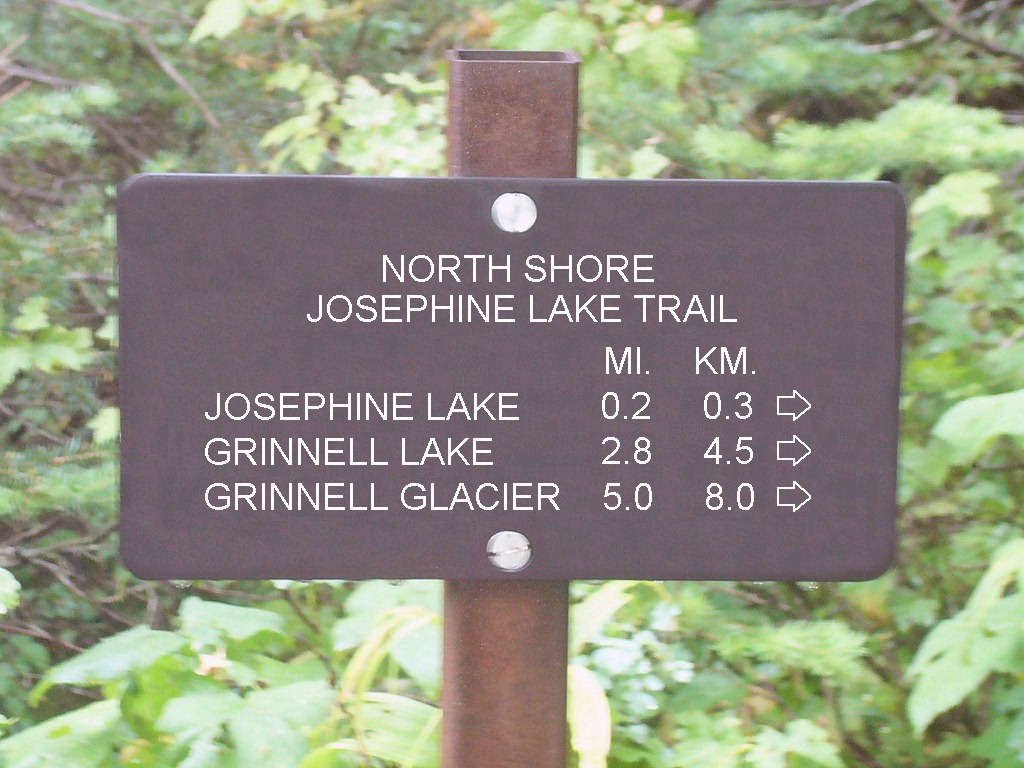 NORTH SHORE
JOSEPHINE LAKE TRAIL
MI. KM.
JOSEPHINE LAKE 0.2 0.3
GRINNELL LAKE 2.8 4.5
GRINNELL GLACIER 5.0 8.0